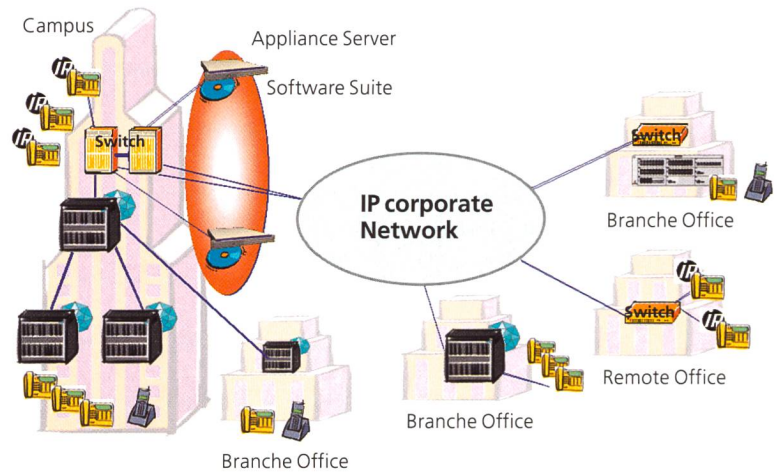 Campus
Appliance Server
Software Suite
IP
IP
IP
Switch
IP corporate
Network
Switch
Branche Office
IP
Switch
IP
Remote Office
Branche Office
Branche Office